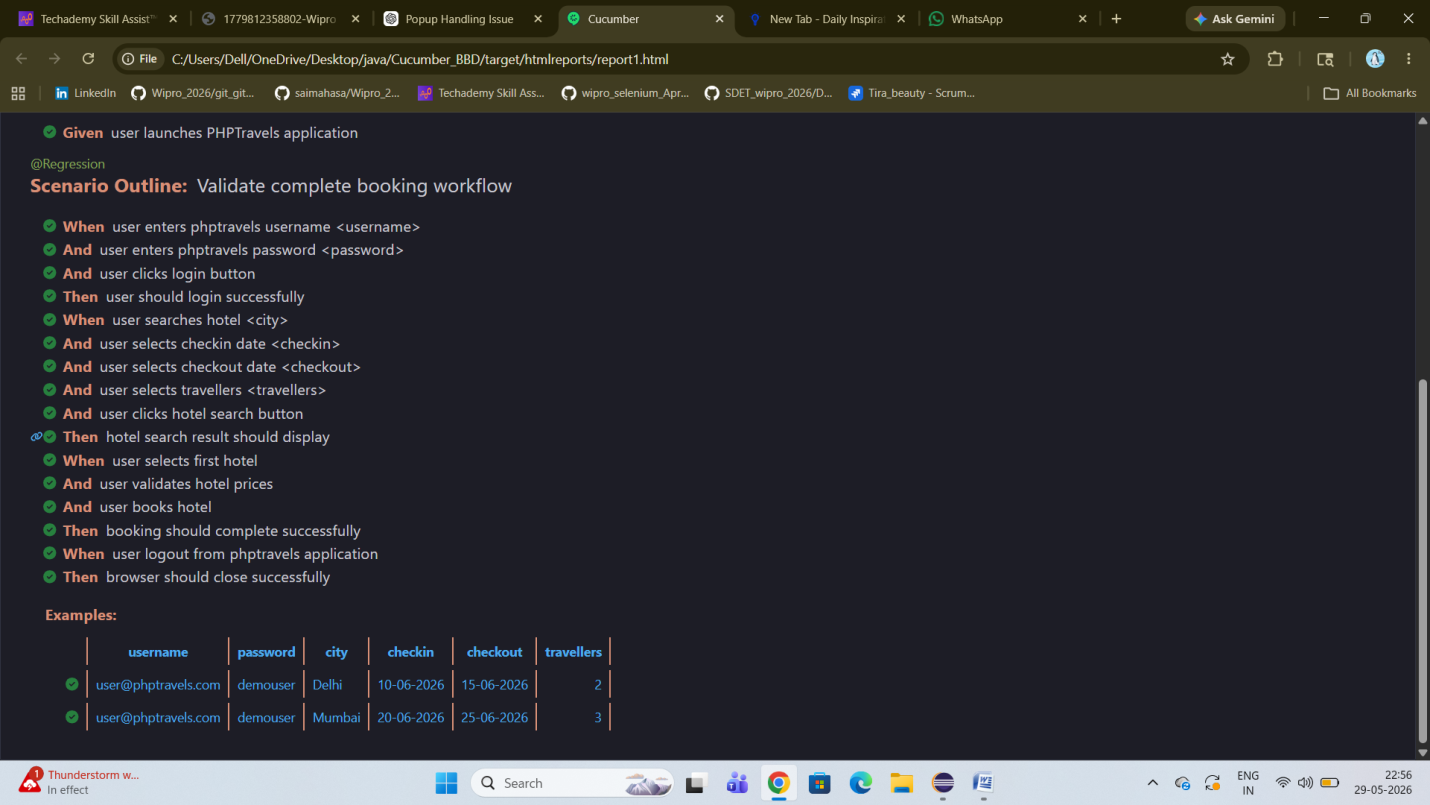 Techademy Skill Assist™
1779812358802-Wipro
Popup Handling Issue
Cucumber
New Tab - Daily Inspirat
WhatsApp
Ask Gemini
File
C:/Users/Dell/OneDrive/Desktop/java/Cucumber_BBD/target/htmlreports/report1.html
LinkedIn
Wipro_2026/git_git...
saimahasa/Wipro_2...
Techademy Skill Ass...
wipro_selenium_Apr...
SDET_wipro_2026/D...
Tira_beauty - Scrum...
All Bookmarks
Given user launches PHPTravels application
@Regression
Scenario Outline: Validate complete booking workflow
When user enters phptravels username <username>
And user enters phptravels password <password>
And user clicks login button
Then user should login successfully
When user searches hotel <city>
And user selects checkin date <checkin>
And user selects checkout date <checkout>
And user selects travellers <travellers>
And user clicks hotel search button
Then hotel search result should display
When user selects first hotel
And user validates hotel prices
And user books hotel
Then booking should complete successfully
When user logout from phptravels application
Then browser should close successfully
Examples:
username password city checkin checkout travellers
user@phptravels.com demouser Delhi 10-06-2026 15-06-2026 2
user@phptravels.com demouser Mumbai 20-06-2026 25-06-2026 3
1
Thunderstorm w...
In effect
Search
ENG
IN
22:56
29-05-2026